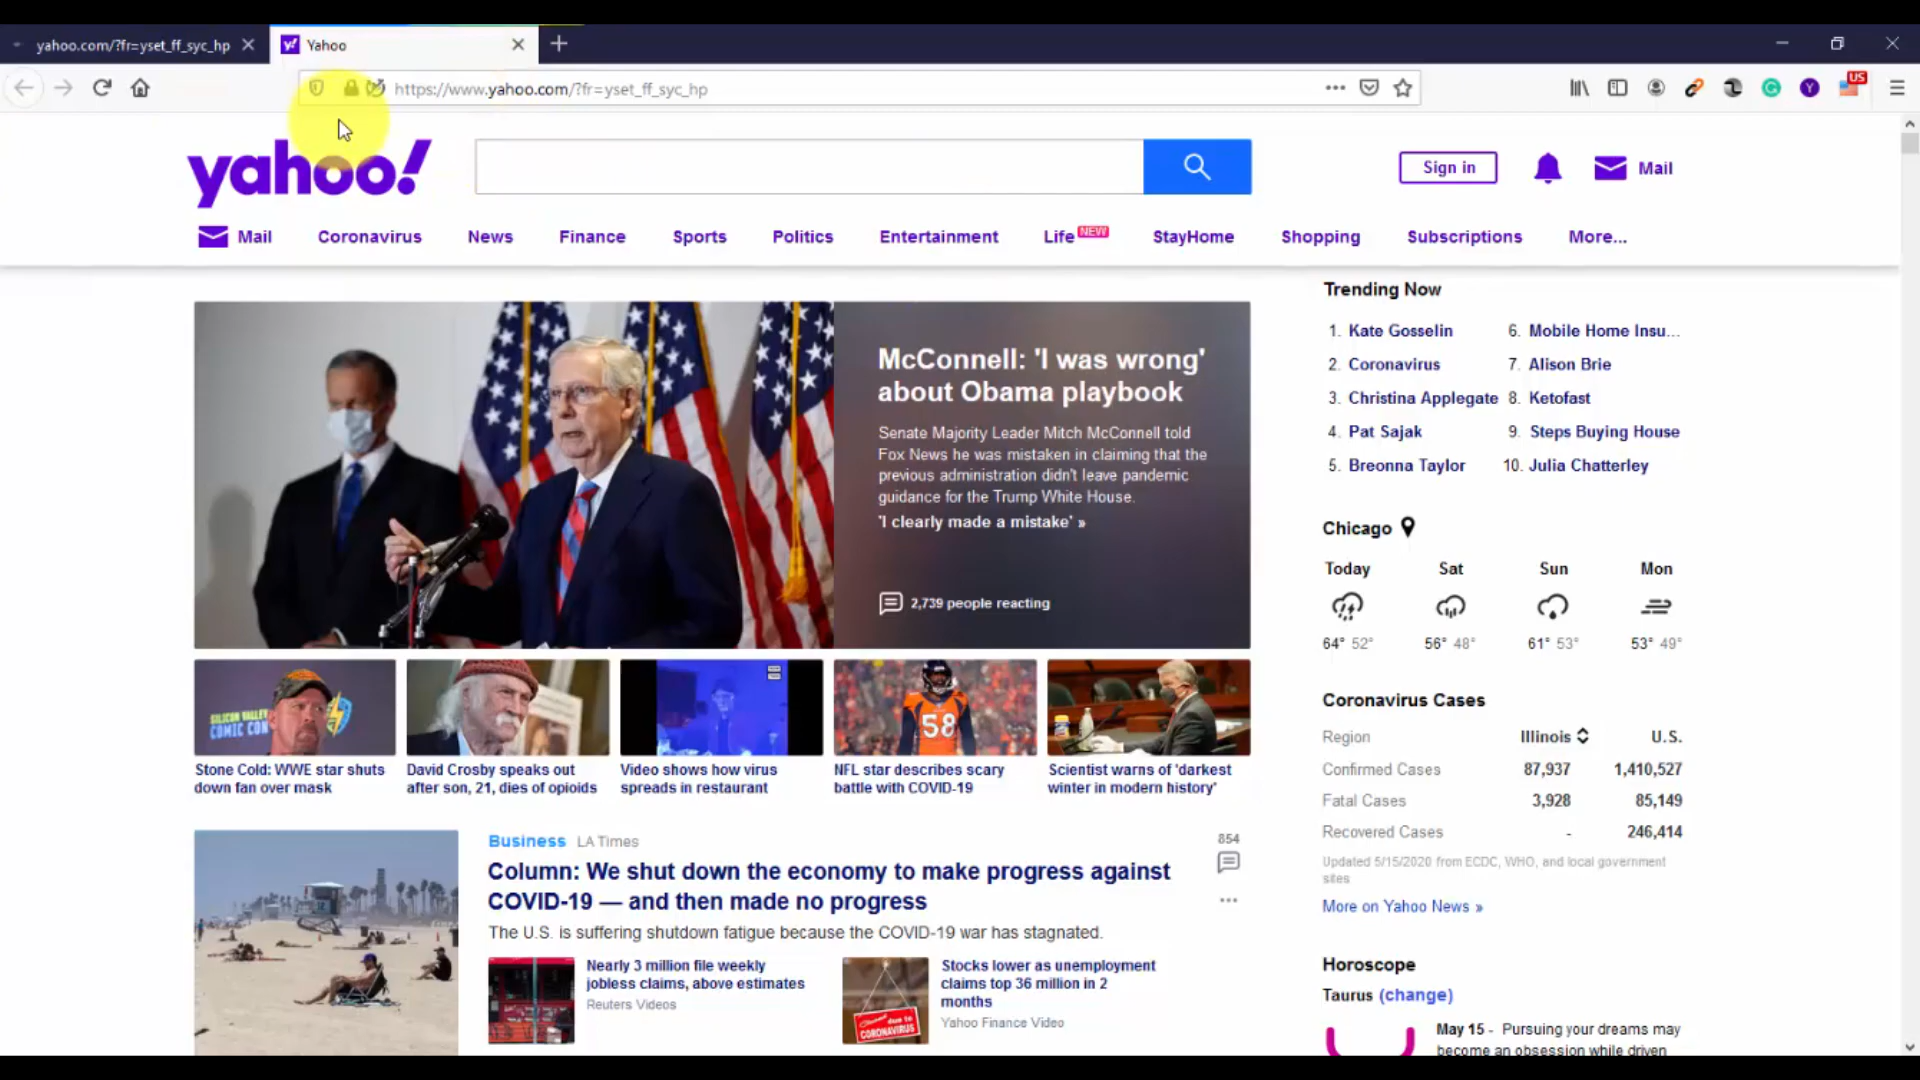 yahoo.com/?fr=yset_ff_syc_hp
Yahoo
https://www.yahoo.com/?fr=yset_ff_syc_hp
US
yahoo!
Sign in
Mail
Mail
Coronavirus
News
Finance
Sports
Politics
Entertainment
Life NEW
StayHome
Shopping
Subscriptions
More...
McConnell: 'I was wrong'
about Obama playbook
Senate Majority Leader Mitch McConnell told
Fox News he was mistaken in claiming that the
previous administration didn't leave pandemic
guidance for the Trump White House.
'I clearly made a mistake' »
2,739 people reacting
SILICON VALLEY
COMIC CON
58
Stone Cold: WWE star shuts
down fan over mask
David Crosby speaks out
after son, 21, dies of opioids
Video shows how virus
spreads in restaurant
NFL star describes scary
battle with COVID-19
Scientist warns of 'darkest
winter in modern history'
Business LA Times
854
Column: We shut down the economy to make progress against
COVID-19 — and then made no progress
The U.S. is suffering shutdown fatigue because the COVID-19 war has stagnated.
Nearly 3 million file weekly
jobless claims, above estimates
Reuters Videos
CORONAVIRUS
Stocks lower as unemployment
claims top 36 million in 2
months
Yahoo Finance Video
Trending Now
1. Kate Gosselin
2. Coronavirus
3. Christina Applegate
4. Pat Sajak
5. Breonna Taylor
6. Mobile Home Insu...
7. Alison Brie
8. Ketofast
9. Steps Buying House
10. Julia Chatterley
Chicago
Today Sat Sun Mon
64° 52° 56° 48° 61° 53° 53° 49°
Coronavirus Cases
Region Illinois U.S.
Confirmed Cases 87,937 1,410,527
Fatal Cases 3,928 85,149
Recovered Cases - 246,414
Updated 5/15/2020 from ECDC, WHO, and local government
sites
More on Yahoo News »
Horoscope
Taurus (change)
May 15 - Pursuing your dreams may
become an obsession while driven